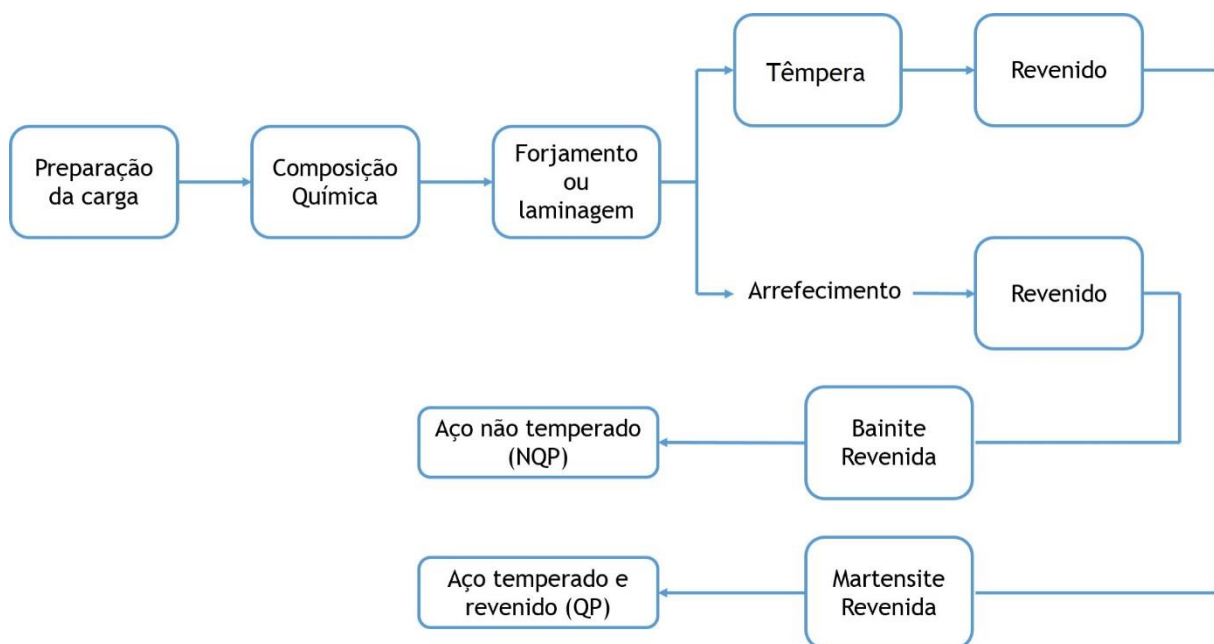 Preparação
da carga
Composição
Química
Forjamento
ou
laminagem
Têmpera
Revenido
Arrefecimento
Revenido
Aço não temperado
(NQP)
Bainite
Revenida
Aço temperado e
revenido (QP)
Martensite
Revenida